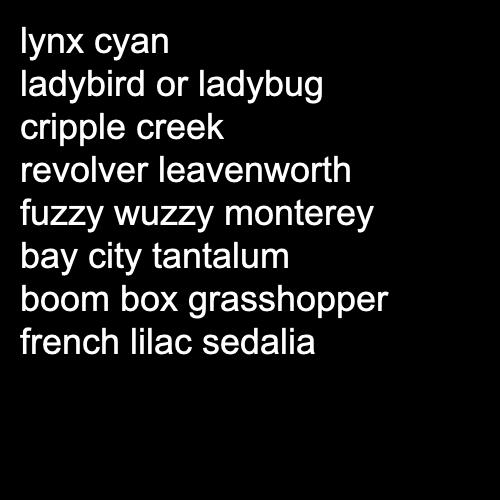 lynx cyan
ladybird or ladybug
cripple creek
revolver leavenworth
fuzzy wuzzy monterey
bay city tantalum
boom box grasshopper
french lilac sedalia